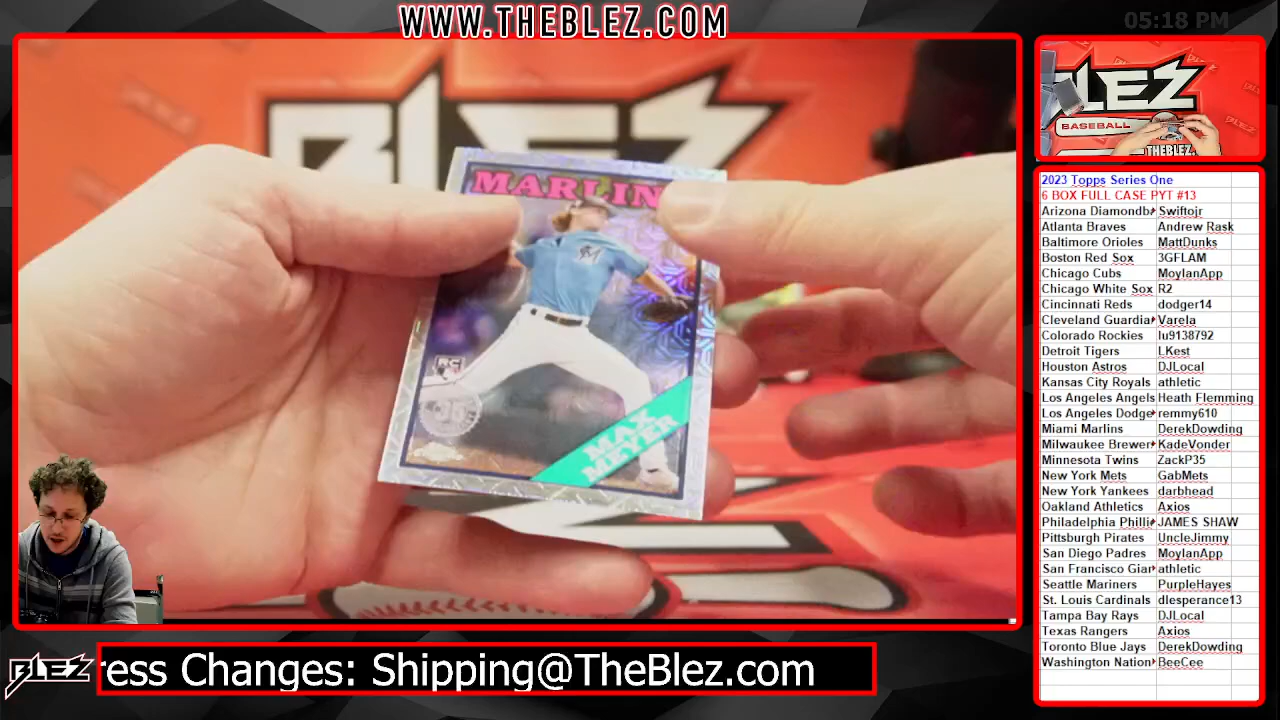 WWW.THEBLEZ.COM
05:18 PM
BLEZ
MARLIN
M
RC
MAX
MEYER
LEZ
BASEBALL
THEBLEZ.COM
2023 Topps Series One
6 BOX FULL CASE PYT #13
Arizona Diamondb Swiftojr
Atlanta Braves Andrew Rask
Baltimore Orioles MattDunks
Boston Red Sox 3GFLAM
Chicago Cubs MoylanApp
Chicago White Sox R2
Cincinnati Reds dodger14
Cleveland Guardia Varela
Colorado Rockies lu9138792
Detroit Tigers LKest
Houston Astros DJLocal
Kansas City Royals athletic
Los Angeles Angels Heath Flemming
Los Angeles Dodge remmy610
Miami Marlins DerekDowding
Milwaukee Brewer KadeVonder
Minnesota Twins ZackP35
New York Mets GabMets
New York Yankees darbhead
Oakland Athletics Axios
Philadelphia Philli JAMES SHAW
Pittsburgh Pirates UncleJimmy
San Diego Padres MoylanApp
San Francisco Gian athletic
Seattle Mariners PurpleHayes
St. Louis Cardinals dlesperance13
Tampa Bay Rays DJLocal
Texas Rangers Axios
Toronto Blue Jays DerekDowding
Washington Nation BeeCee
BLEZ
ress Changes: Shipping@TheBlez.com